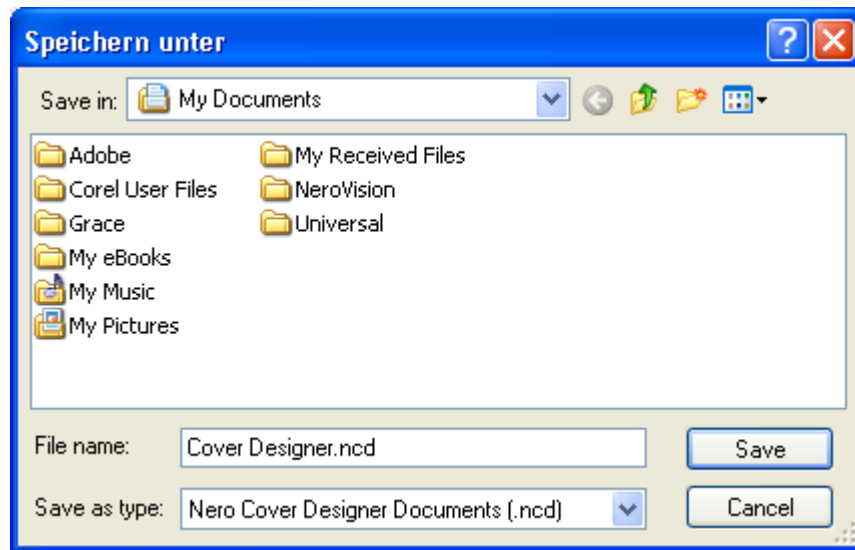 Speichern unter
Save in: My Documents
Adobe
Corel User Files
Grace
My eBooks
My Music
My Pictures
My Received Files
NeroVision
Universal
File name: Cover Designer.ncd Save
Save as type: Nero Cover Designer Documents (.ncd) Cancel